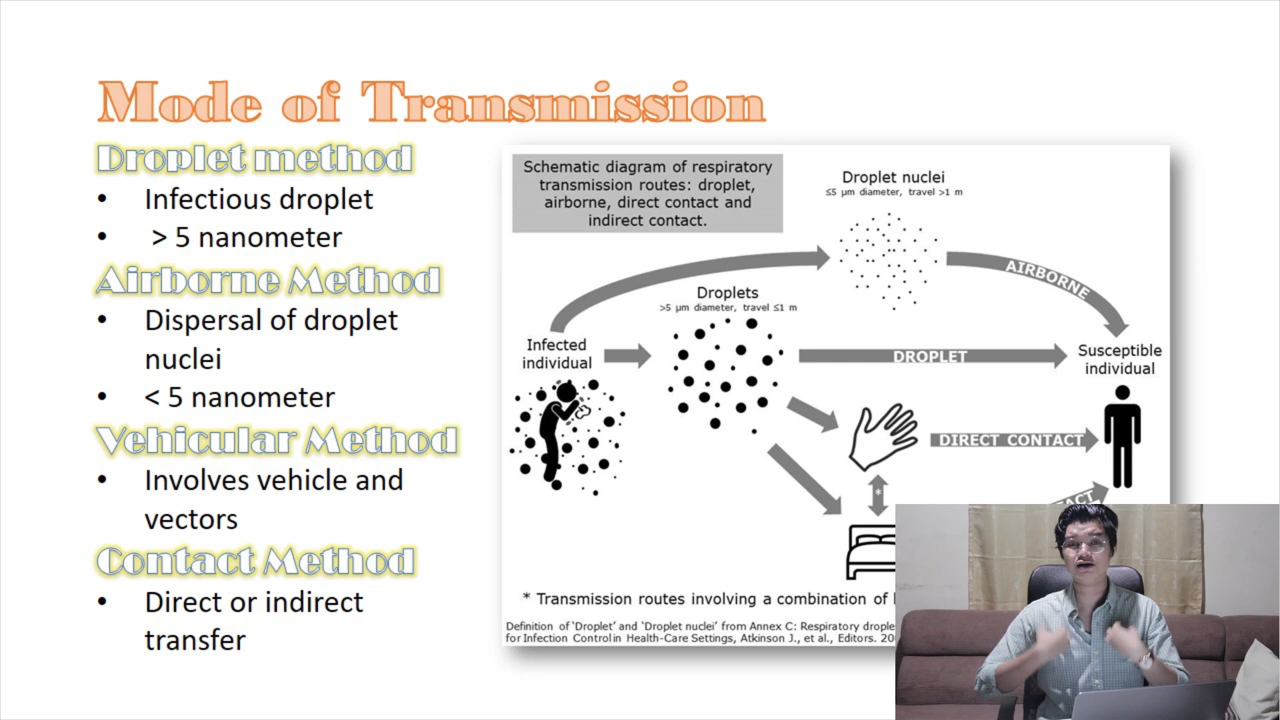 Mode of Transmission
Droplet method
• Infectious droplet
• > 5 nanometer
Airborne Method
• Dispersal of droplet
nuclei
• < 5 nanometer
Vehicular Method
• Involves vehicle and
vectors
Contact Method
• Direct or indirect
transfer
Schematic diagram of respiratory
transmission routes: droplet,
airborne, direct contact and
indirect contact.
Droplet nuclei
≤5 µm diameter, travel >1 m
AIRBORNE
Droplets
>5 µm diameter, travel ≤1 m
Infected
individual
DROPLET
Susceptible
individual
DIRECT CONTACT
*
* Transmission routes involving a combination of
Definition of 'Droplet' and 'Droplet nuclei' from Annex C: Respiratory
for Infection Control in Health-Care Settings, Atkinson J., et al., Editors.